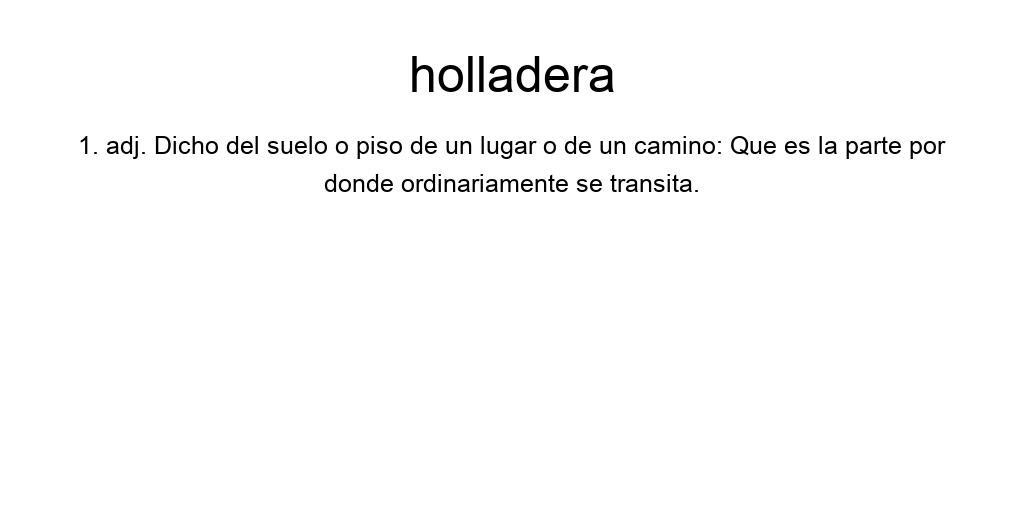 holladera
1. adj. Dicho del suelo o piso de un lugar o de un camino: Que es la parte por
donde ordinariamente se transita.